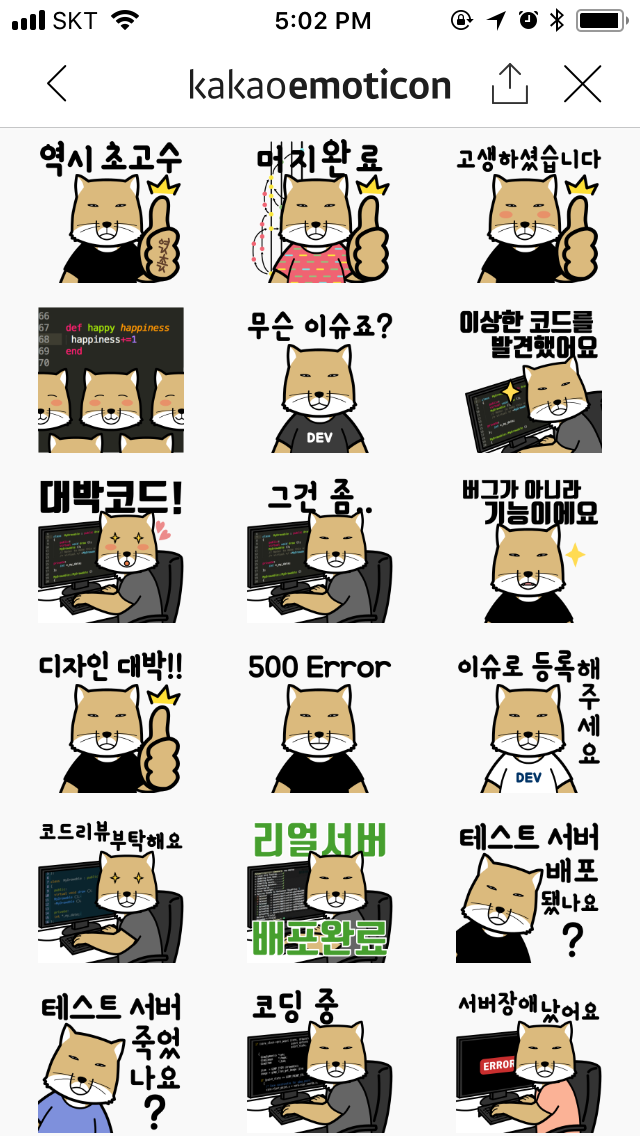 SKT 5:02 PM
kakaoemoticon
역시 초고수
머지완료
고생하셨습니다
66
67 def happy happiness
68 happiness+=1
69 end
70
무슨 이슈죠?
DEV
이상한 코드를
발견했어요
대박코드!
그건 좀..
버그가 아니라
기능이에요
디자인 대박!!
500 Error
이슈로 등록해
주
세
요
DEV
코드리뷰부탁해요
리얼서버
배포완료
테스트 서버
배포
됐나요
?
테스트 서버
죽었
나요
?
코딩 중
서버장애났어요
ERROR